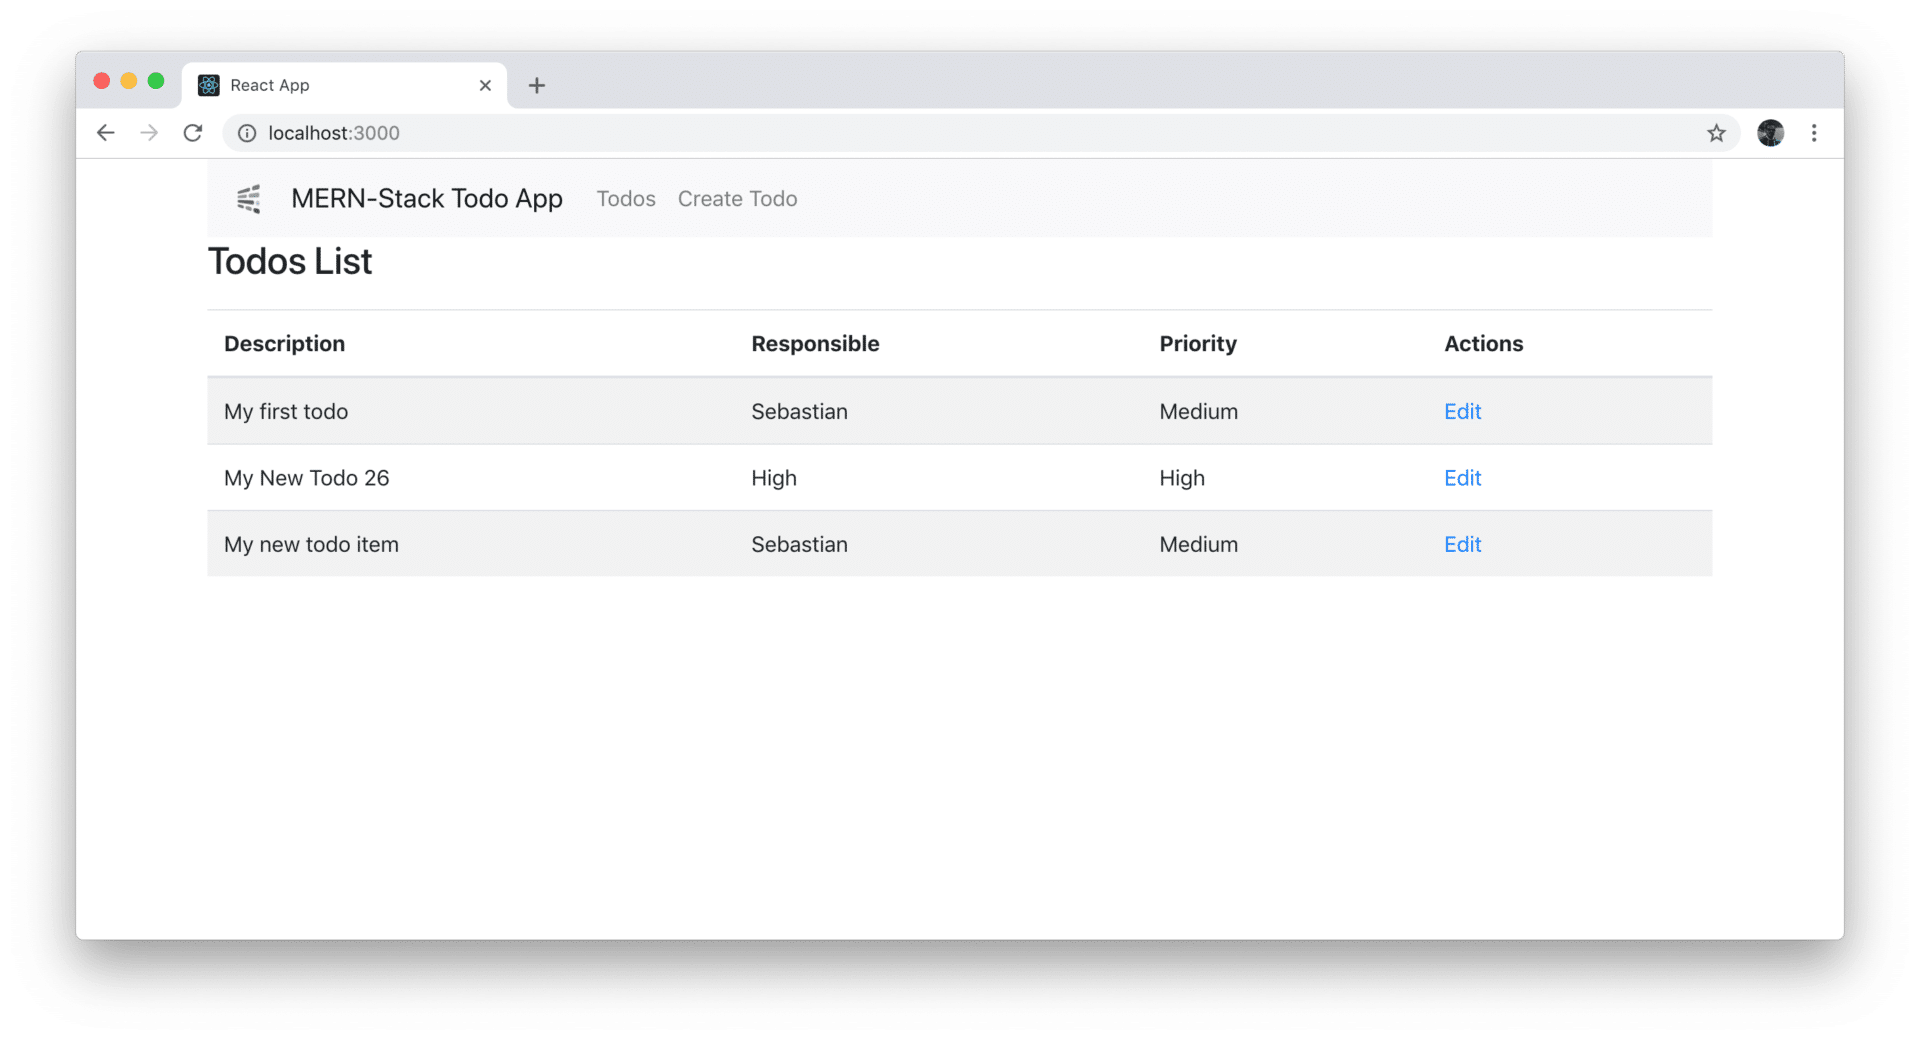 React App
localhost:3000
MERN-Stack Todo App Todos Create Todo
Todos List
Description Responsible Priority Actions
My first todo Sebastian Medium Edit
My New Todo 26 High High Edit
My new todo item Sebastian Medium Edit